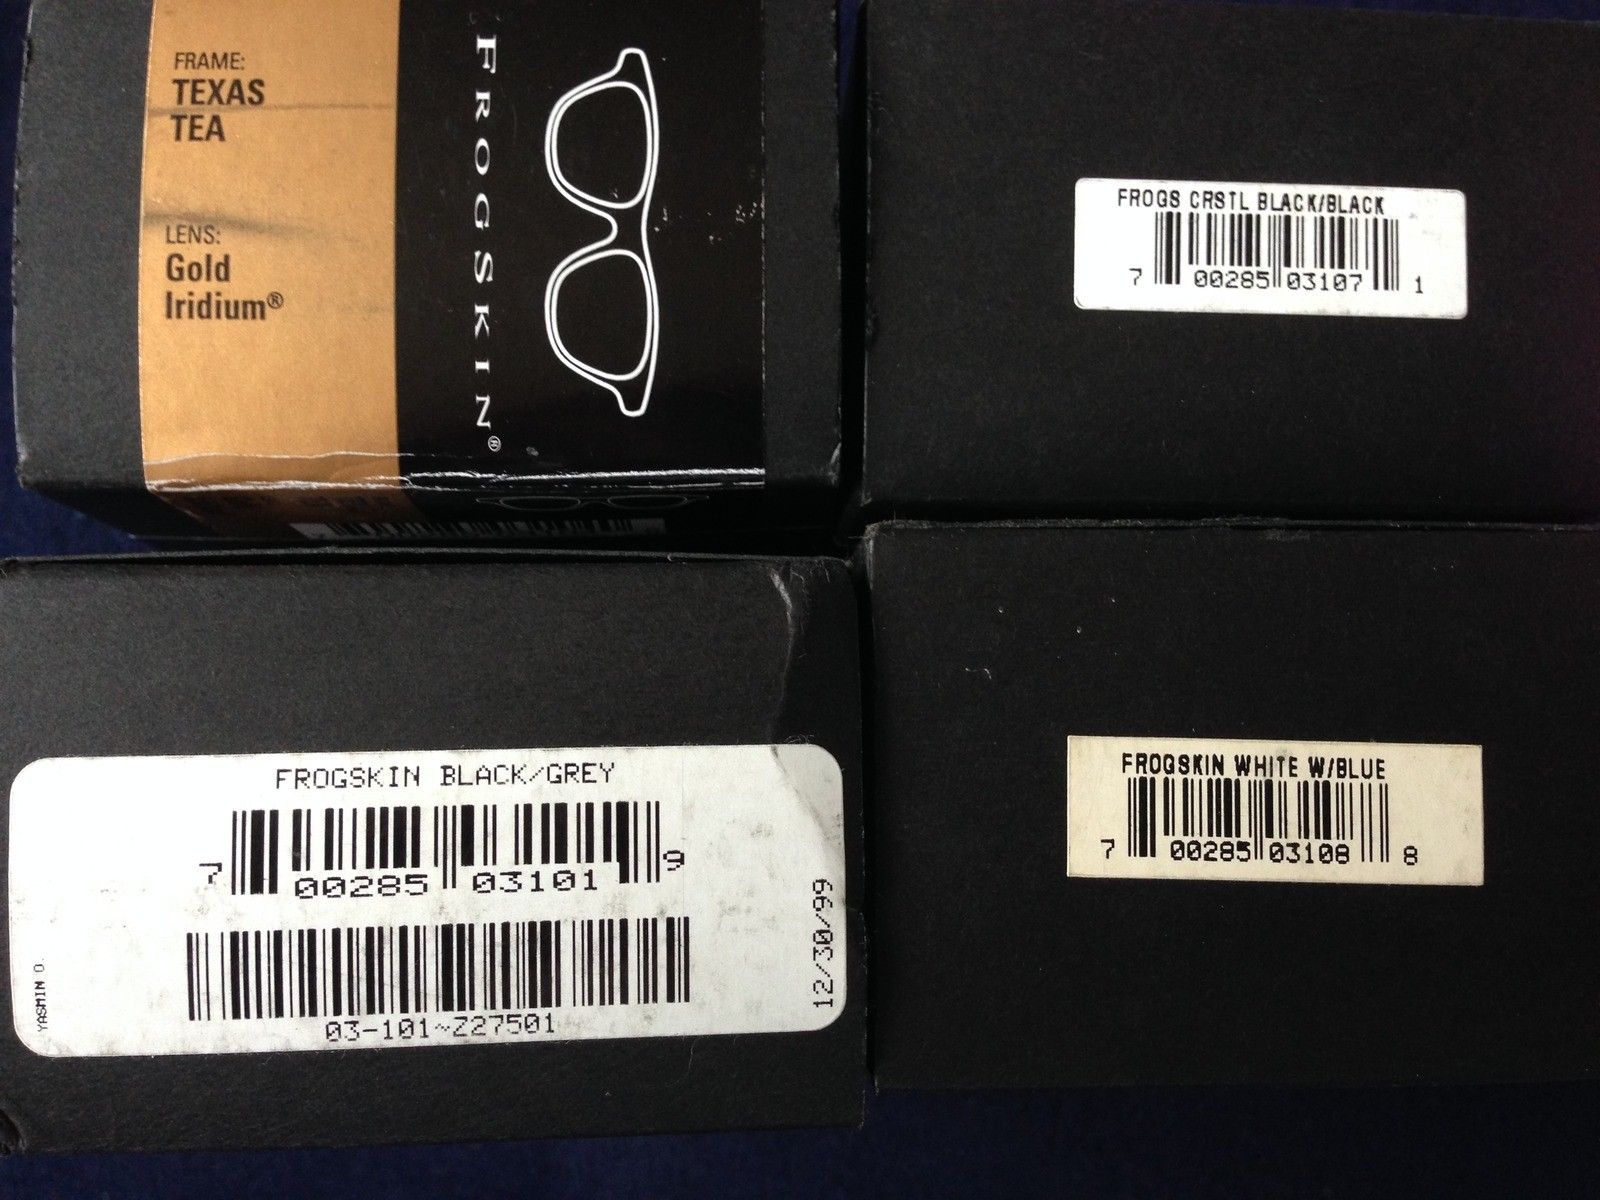 FRAME:
TEXAS
TEA
LENS:
Gold
Iridium®
FROGSKIN®
FROGS CRSTL BLACK/BLACK
7 00285 03107 1
FROGSKIN BLACK/GREY
7 00285 03101 9
03-101~Z27501
12/30/99
YASMIN O.
FROGSKIN WHITE W/BLUE
7 00285 03108 8